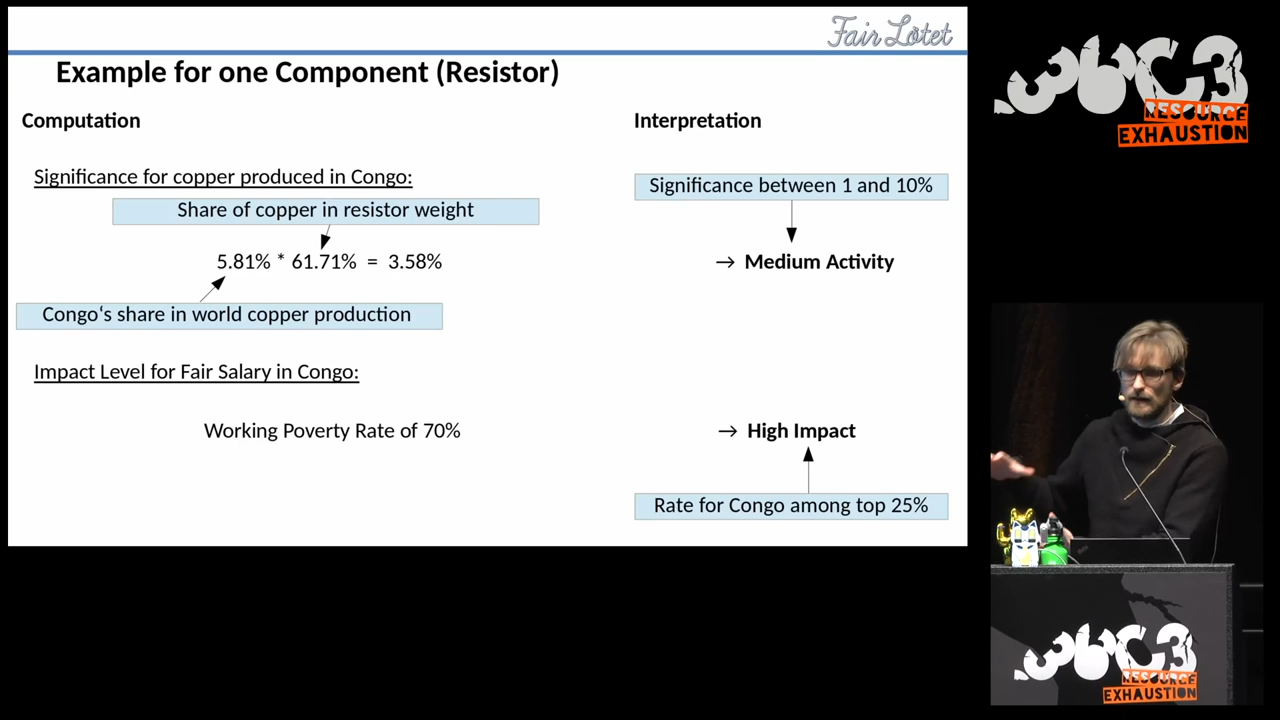 Fair Lötet
Example for one Component (Resistor)
Computation
Interpretation
Significance for copper produced in Congo:
Significance between 1 and 10%
Share of copper in resistor weight
5.81% * 61.71% = 3.58%
→ Medium Activity
Congo‘s share in world copper production
Impact Level for Fair Salary in Congo:
Working Poverty Rate of 70%
→ High Impact
Rate for Congo among top 25%
36C3
RESOURCE
EXHAUSTION
36C3
RESOURCE
EXHAUSTION